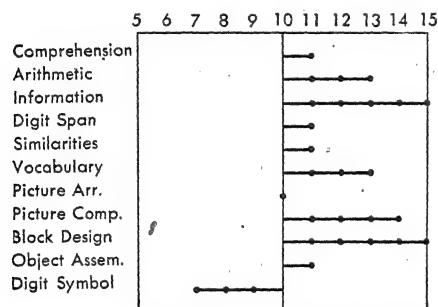 5 6 7 8 9 10 11 12 13 14 15
Comprehension
Arithmetic
Information
Digit Span
Similarities
Vocabulary
Picture Arr.
Picture Comp.
Block Design
Object Assem.
Digit Symbol